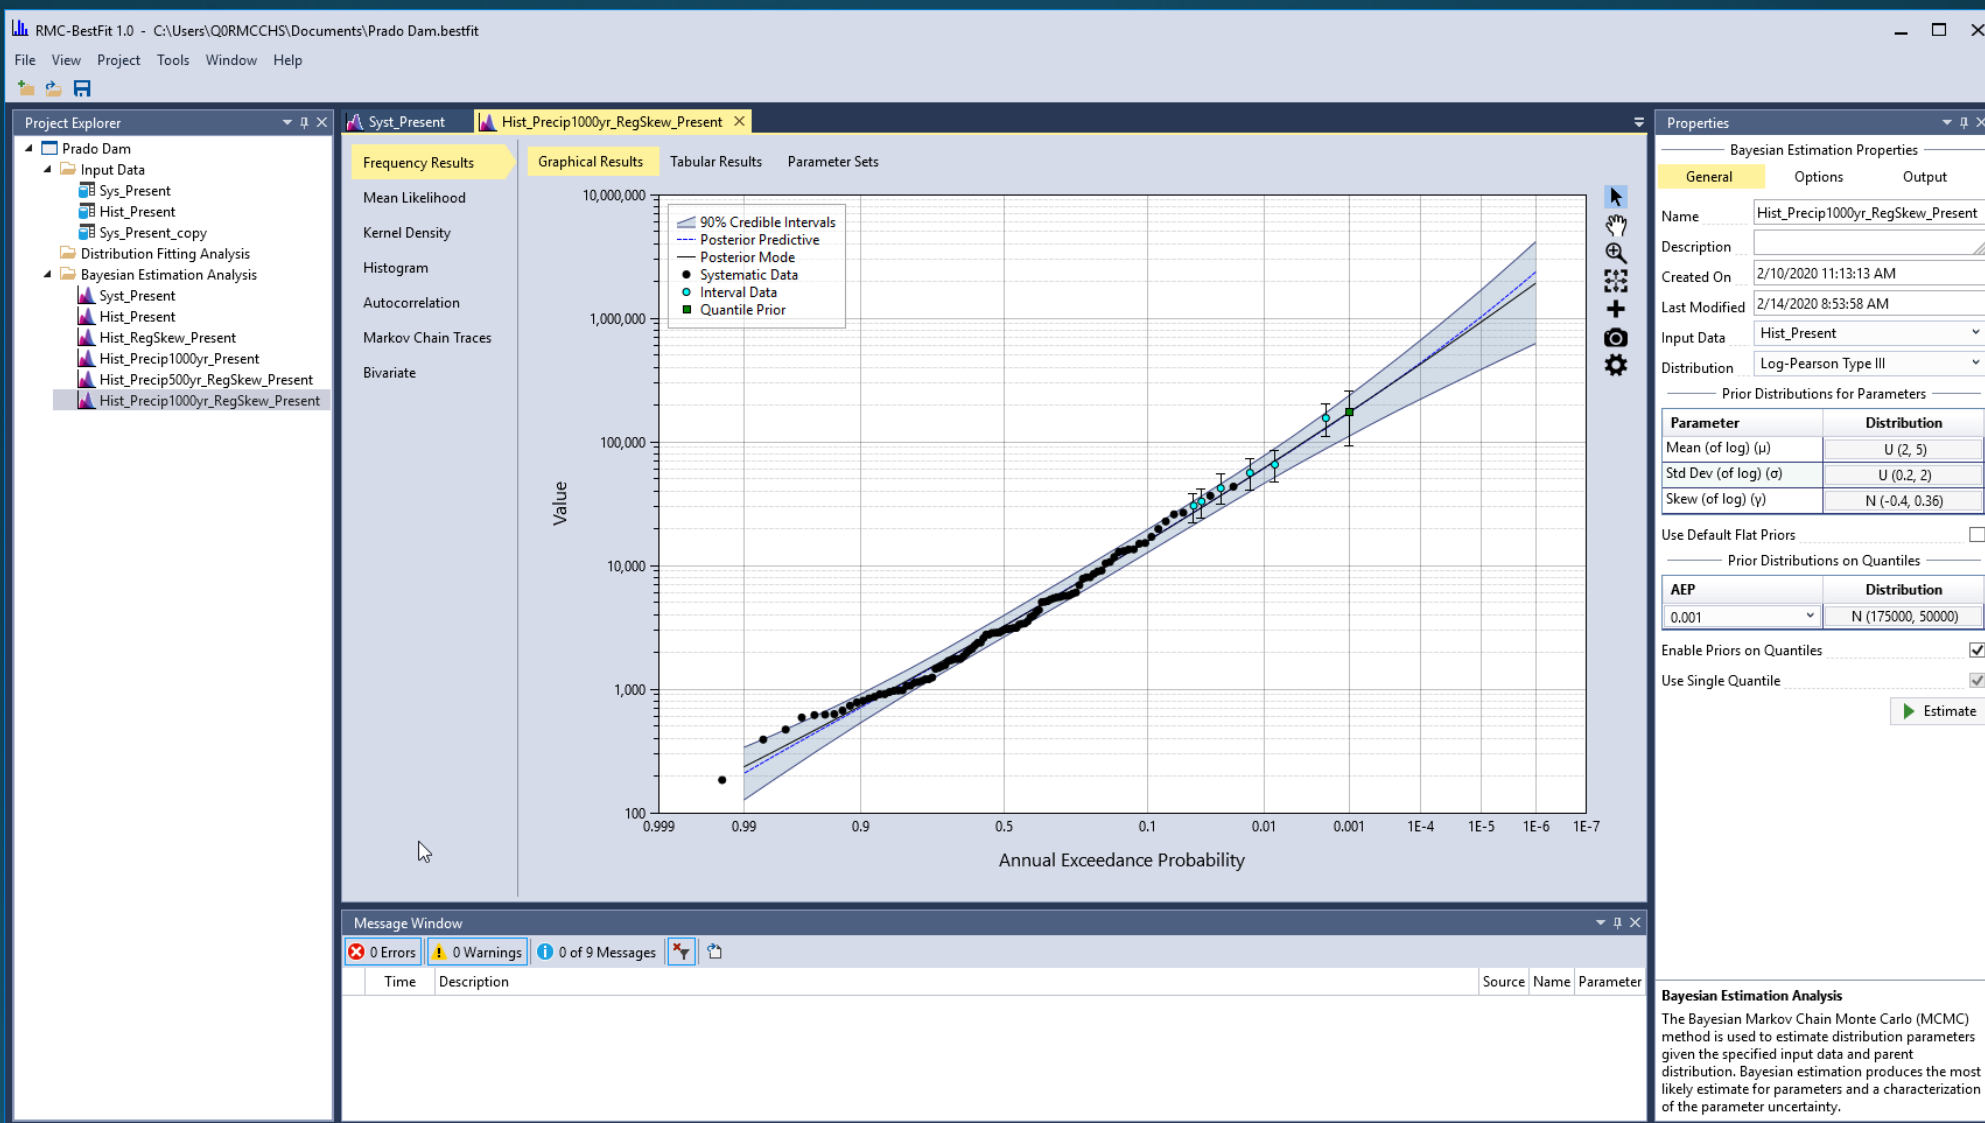 RMC-BestFit 1.0 - C:\Users\Q0RMCCHS\Documents\Prado Dam.bestfit
File View Project Tools Window Help
Project Explorer
Prado Dam
Input Data
Sys_Present
Hist_Present
Sys_Present_copy
Distribution Fitting Analysis
Bayesian Estimation Analysis
Syst_Present
Hist_Present
Hist_RegSkew_Present
Hist_Precip1000yr_Present
Hist_Precip500yr_RegSkew_Present
Hist_Precip1000yr_RegSkew_Present
Syst_Present Hist_Precip1000yr_RegSkew_Present
Frequency Results
Mean Likelihood
Kernel Density
Histogram
Autocorrelation
Markov Chain Traces
Bivariate
Graphical Results Tabular Results Parameter Sets
90% Credible Intervals
Posterior Predictive
Posterior Mode
Systematic Data
Interval Data
Quantile Prior
Value
10,000,000
1,000,000
100,000
10,000
1,000
100
0.999 0.99 0.9 0.5 0.1 0.01 0.001 1E-4 1E-5 1E-6 1E-7
Annual Exceedance Probability
Message Window
0 Errors 0 Warnings 0 of 9 Messages
Time Description Source Name Parameter
Properties
Bayesian Estimation Properties
General Options Output
Name Hist_Precip1000yr_RegSkew_Present
Description
Created On 2/10/2020 11:13:13 AM
Last Modified 2/14/2020 8:53:58 AM
Input Data Hist_Present
Distribution Log-Pearson Type III
Prior Distributions for Parameters
Parameter Distribution
Mean (of log) (μ) U (2, 5)
Std Dev (of log) (σ) U (0.2, 2)
Skew (of log) (γ) N (-0.4, 0.36)
Use Default Flat Priors
Prior Distributions on Quantiles
AEP Distribution
0.001 N (175000, 50000)
Enable Priors on Quantiles
Use Single Quantile
Estimate
Bayesian Estimation Analysis
The Bayesian Markov Chain Monte Carlo (MCMC)
method is used to estimate distribution parameters
given the specified input data and parent
distribution. Bayesian estimation produces the most
likely estimate for parameters and a characterization
of the parameter uncertainty.